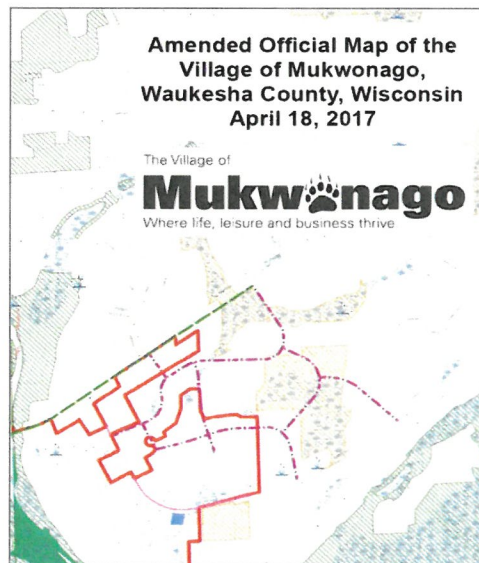 Amended Official Map of the
Village of Mukwonago,
Waukesha County, Wisconsin
April 18, 2017
The Village of
Mukwonago
Where life, leisure and business thrive